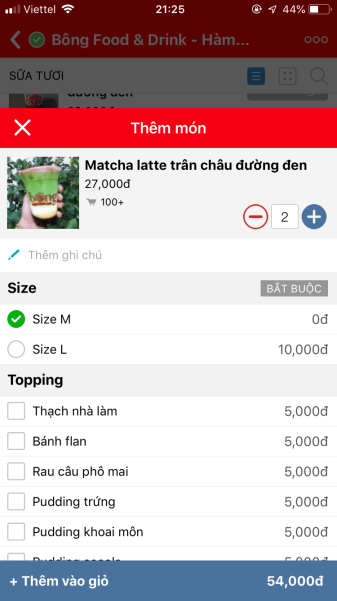 Viettel
21:25
44%
Bông Food & Drink - Hàm...
SỮA TƯƠI
đường đen
Thêm món
Matcha latte trân châu đường đen
27,000đ
100+
2
Thêm ghi chú
Size
BẮT BUỘC
Size M
0đ
Size L
10,000đ
Topping
Thạch nhà làm
5,000đ
Bánh flan
5,000đ
Rau câu phô mai
5,000đ
Pudding trứng
5,000đ
Pudding khoai môn
5,000đ
+ Thêm vào giỏ
54,000đ